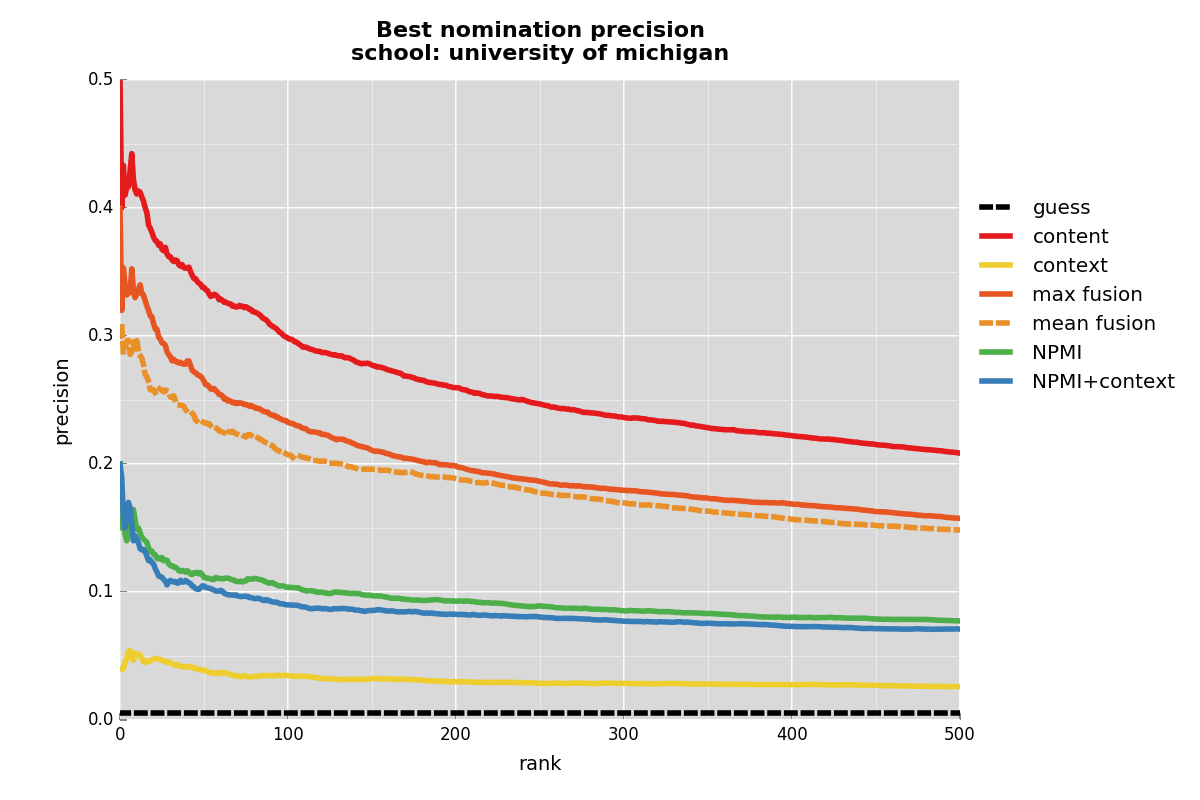 Best nomination precision
school: university of michigan
precision
0.5
0.4
0.3
0.2
0.1
0.0
0 100 200 300 400 500
rank
guess
content
context
max fusion
mean fusion
NPMI
NPMI+context